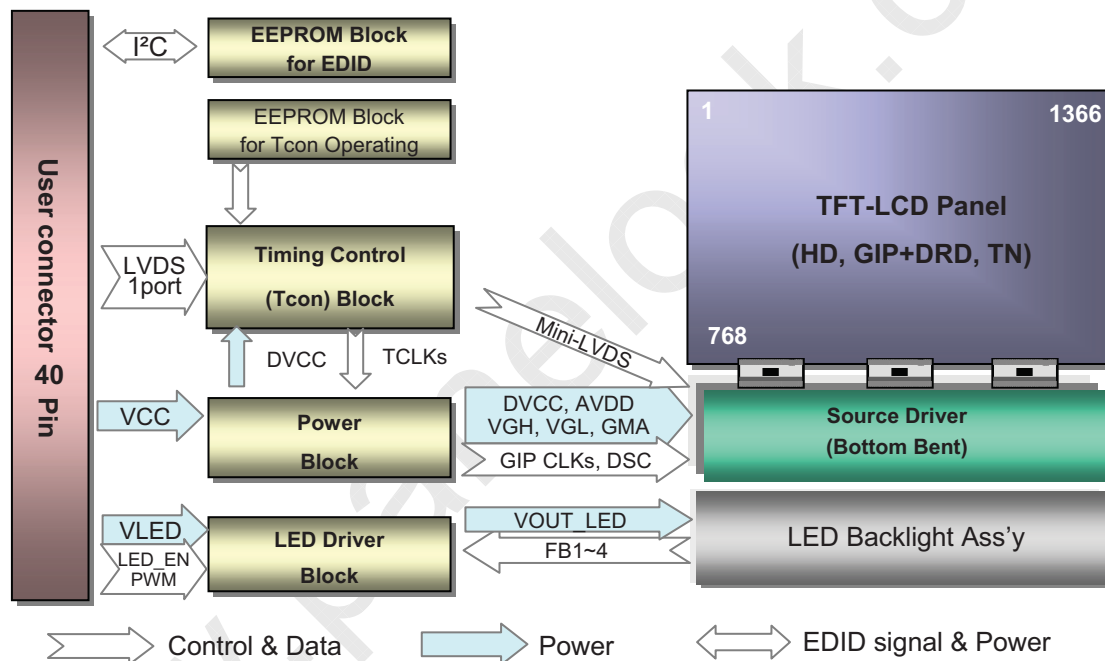 User connector 40 Pin
I²C
EEPROM Block
for EDID
EEPROM Block
for Tcon Operating
LVDS
1port
Timing Control
(Tcon) Block
DVCC
TCLKs
Mini-LVDS
VCC
Power
Block
DVCC, AVDD
VGH, VGL, GMA
GIP CLKs, DSC
VLED
LED_EN
PWM
LED Driver
Block
VOUT_LED
FB1~4
1
1366
TFT-LCD Panel
(HD, GIP+DRD, TN)
768
Source Driver
(Bottom Bent)
LED Backlight Ass'y
Control & Data
Power
EDID signal & Power